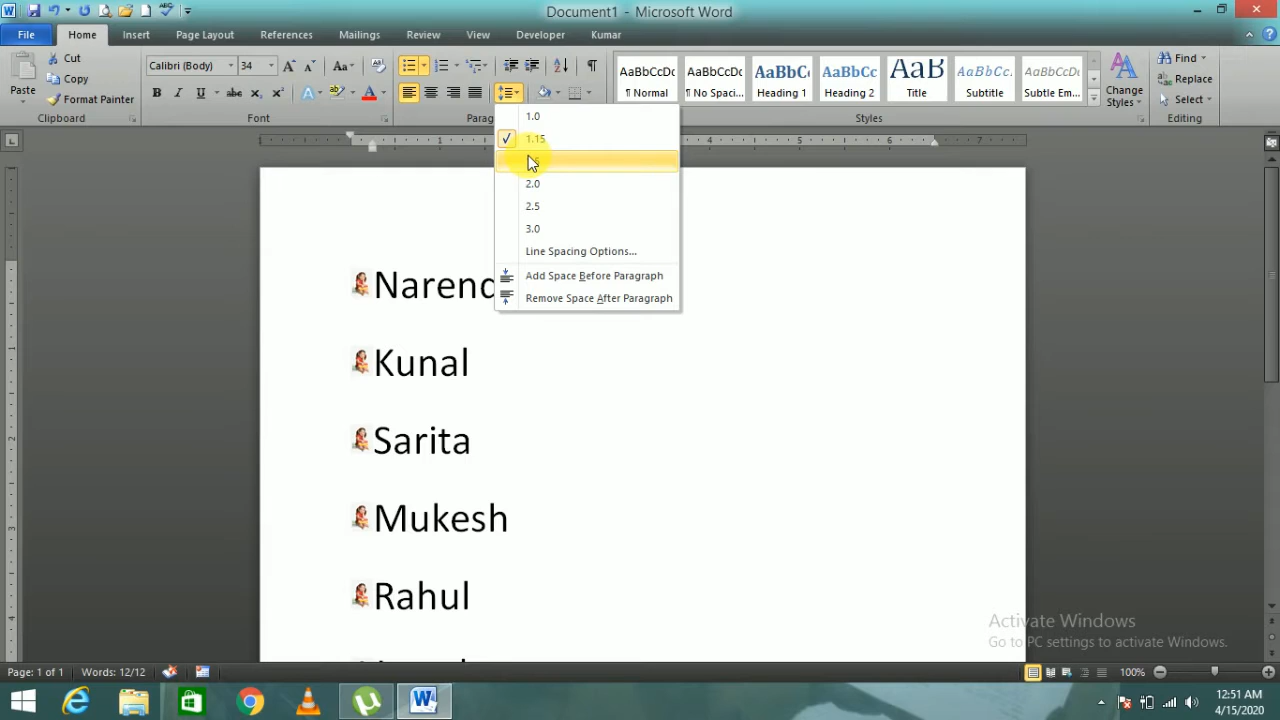 Document1 - Microsoft Word
File Home Insert Page Layout References Mailings Review View Developer Kumar
Paste
Cut
Copy
Format Painter
Clipboard
Calibri (Body) 34
Font
Paragr
AaBbCcDc AaBbCcDc AaBbCc AaBbCc AaB AaBbCc. AaBbCcDc
¶ Normal ¶ No Spaci... Heading 1 Heading 2 Title Subtitle Subtle Em...
Change Styles
Styles
Find
Replace
Select
Editing
1.0
1.15
2.0
2.5
3.0
Line Spacing Options...
Add Space Before Paragraph
Remove Space After Paragraph
Kunal
Sarita
Mukesh
Rahul
Activate Windows
Go to PC settings to activate Windows.
Page: 1 of 1 Words: 12/12 100%
12:51 AM
4/15/2020